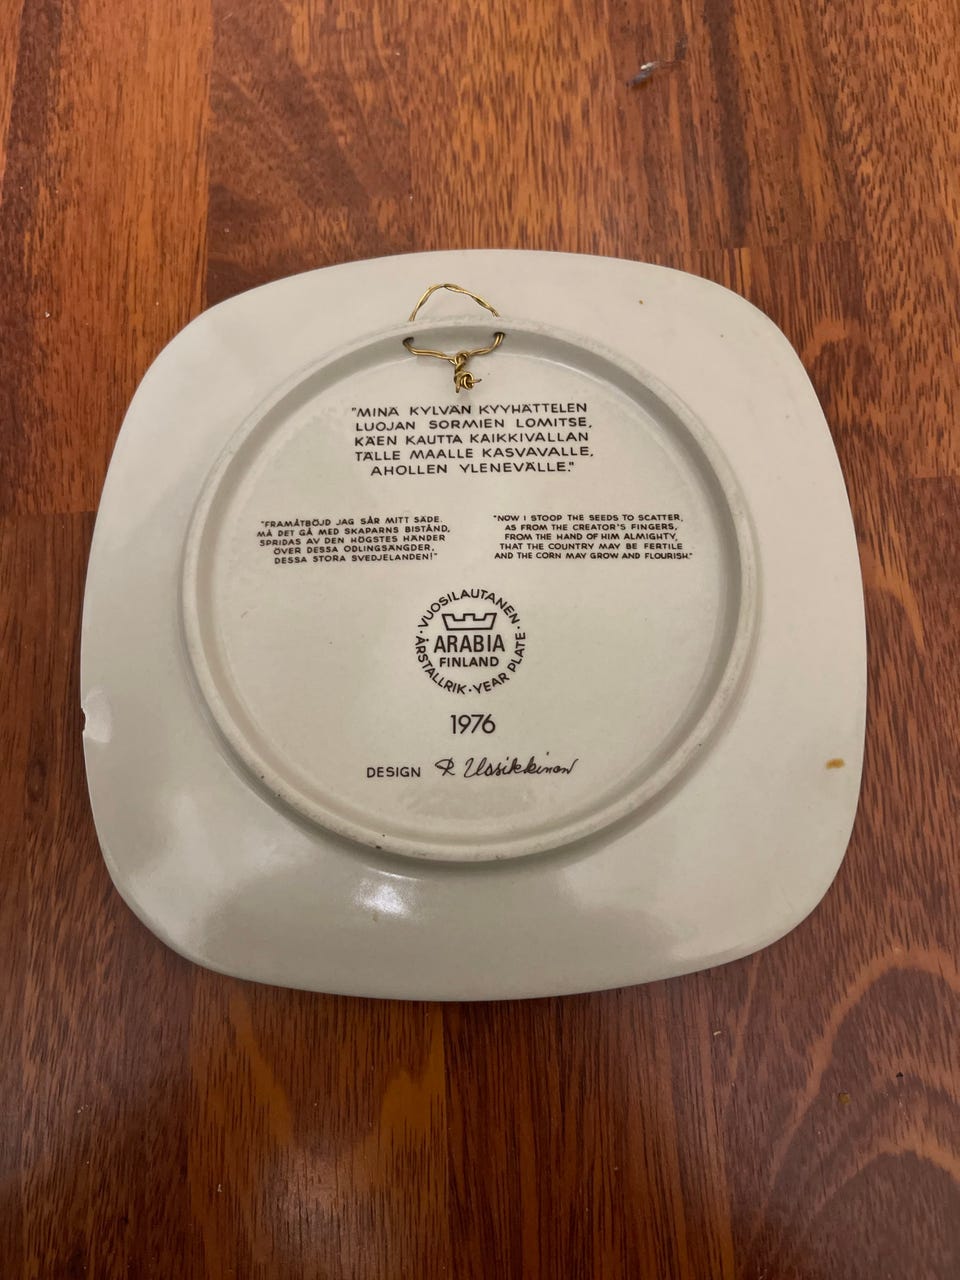 "MINÄ KYLVÄN KYYHÄTTELEN
LUOJAN SORMIEN LOMITSE,
KÄEN KAUTTA KAIKKIVALLAN
TÄLLE MAALLE KASVAVALLE,
AHOLLEN YLENEVÄLLE."
"FRAMÅTBÖJD JAG SÅR MITT SÄDE.
MÅ DET GÅ MED SKAPARNS BISTÅND,
SPRIDAS AV DEN HÖGSTES HÄNDER
ÖVER DESSA ODLINGSÄNGDER,
DESSA STORA SVEDJELANDEN!"
"NOW I STOOP THE SEEDS TO SCATTER,
AS FROM THE CREATOR'S FINGERS,
FROM THE HAND OF HIM ALMIGHTY,
THAT THE COUNTRY MAY BE FERTILE
AND THE CORN MAY GROW AND FLOURISH."
· VUOSILAUTANEN ·
ARABIA
FINLAND
ÅRSTALLRIK · YEAR PLATE
1976
DESIGN R Uosikkinen